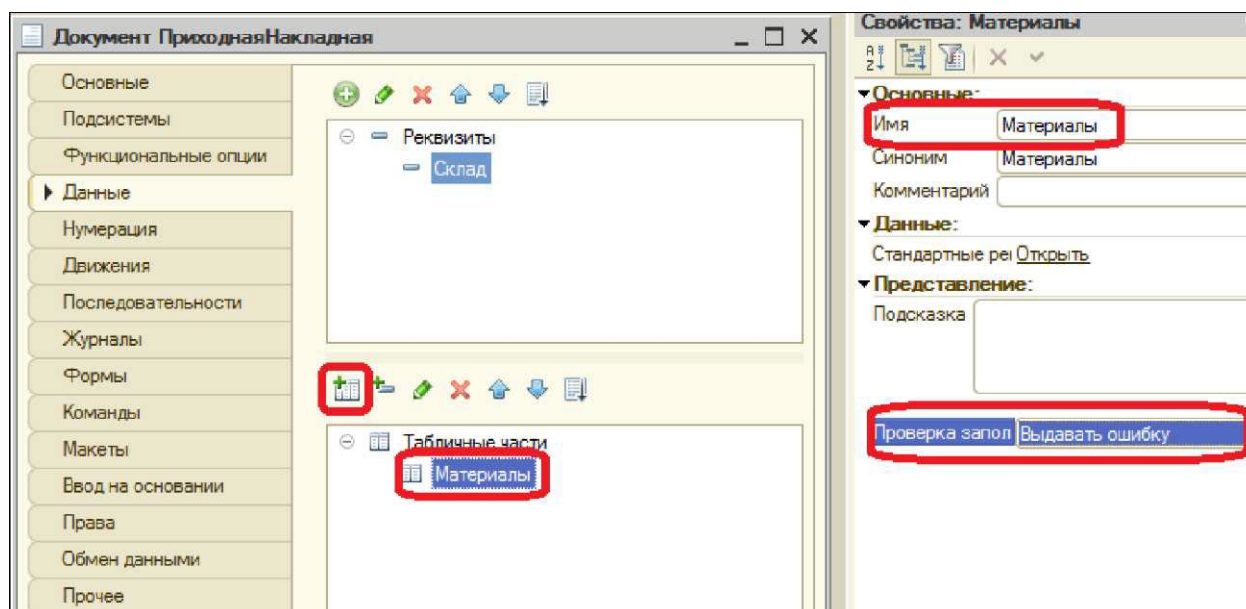 Документ ПриходнаяНакладная
Основные
Подсистемы
Функциональные опции
Данные
Нумерация
Движения
Последовательности
Журналы
Формы
Команды
Макеты
Ввод на основании
Права
Обмен данными
Прочее
Реквизиты
Склад
Табличные части
Материалы
Свойства: Материалы
Основные:
Имя Материалы
Синоним Материалы
Комментарий
Данные:
Стандартные рег Открыть
Представление:
Подсказка
Проверка запол Выдавать ошибку